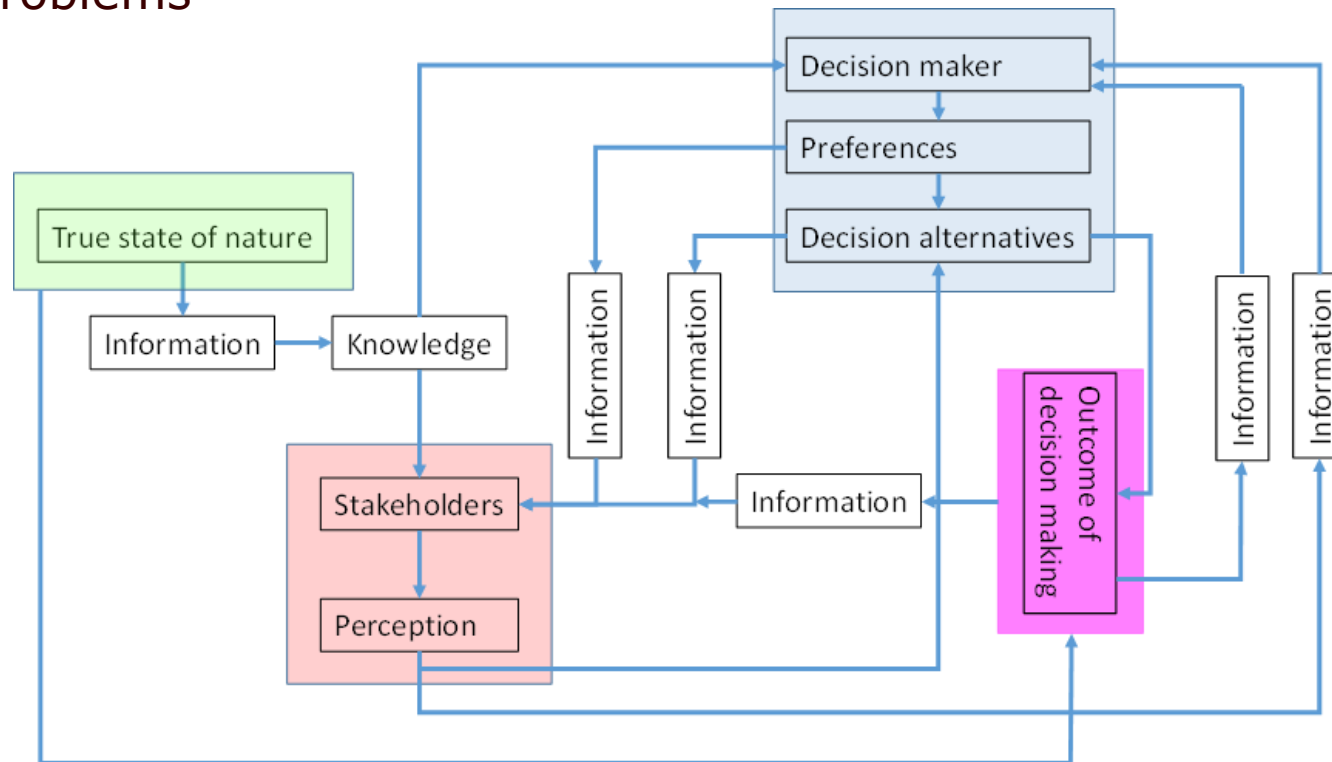 roblems
Decision maker
Preferences
True state of nature
Decision alternatives
Information
Knowledge
Information
Information
Information
Information
Outcome of
decision making
Stakeholders
Information
Perception